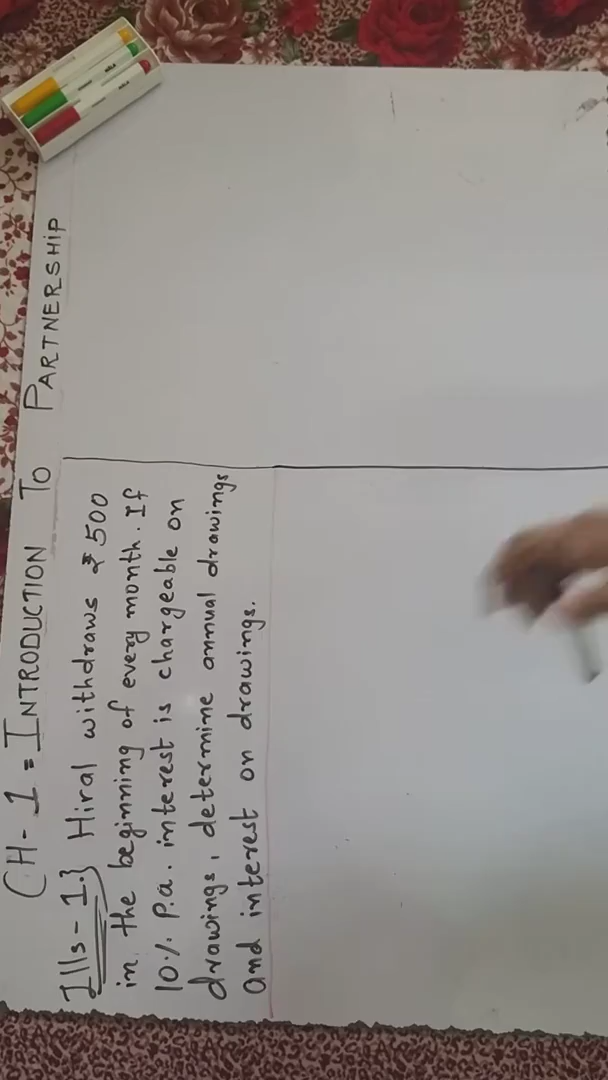 CH-1 = INTRODUCTION TO PARTNERSHIP
Ills-1.} Hiral withdraws ₹500
in the beginning of every month. If
10% p.a. interest is chargeable on
drawings, determine annual drawings
and interest on drawings.